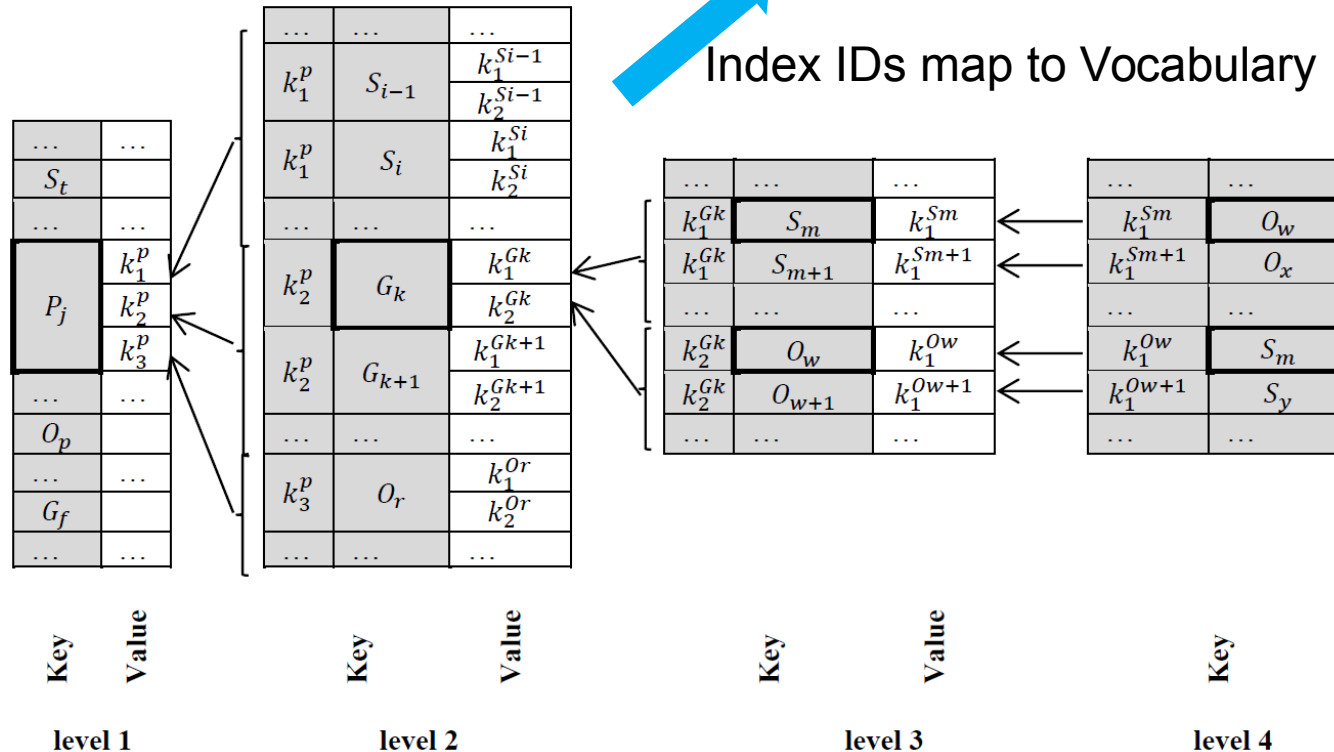 Index IDs map to Vocabulary
… …
S_t
… …
P_j k_1^p
k_2^p
k_3^p
… …
O_p
… …
G_f
… …
… … …
k_1^p S_{i−1} k_1^{Si−1}
k_2^{Si−1}
k_1^p S_i k_1^{Si}
k_2^{Si}
… … …
k_2^p G_k k_1^{Gk}
k_2^{Gk}
k_2^p G_{k+1} k_1^{Gk+1}
k_2^{Gk+1}
… … …
k_3^p O_r k_1^{Or}
k_2^{Or}
… … …
… … …
k_1^{Gk} S_m k_1^{Sm}
k_1^{Gk} S_{m+1} k_1^{Sm+1}
… … …
k_2^{Gk} O_w k_1^{Ow}
k_2^{Gk} O_{w+1} k_1^{Ow+1}
… … …
… …
k_1^{Sm} O_w
k_1^{Sm+1} O_x
… …
k_1^{Ow} S_m
k_1^{Ow+1} S_y
… …
Key Value Key Value Key Value Key
level 1 level 2 level 3 level 4